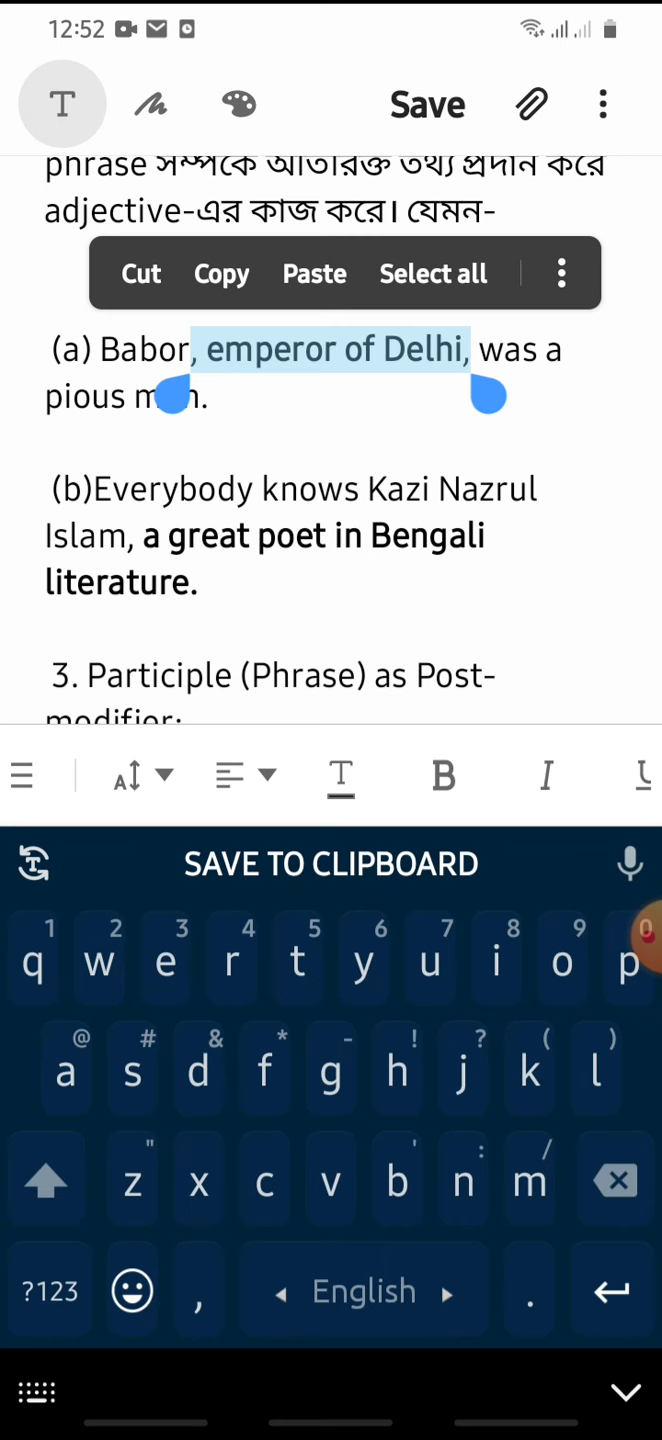 12:52
Save
phrase সম্পর্কে অতিরিক্ত তথ্য প্রদান করে
adjective-এর কাজ করে। যেমন-
Cut Copy Paste Select all
(a) Babor, emperor of Delhi, was a
pious m n.
(b)Everybody knows Kazi Nazrul
Islam, a great poet in Bengali
literature.
3. Participle (Phrase) as Post-
modifier:
A T B I U
T SAVE TO CLIPBOARD
1 2 3 4 5 6 7 8 9 0
q w e r t y u i o p
@ # & * - ! ? ( )
a s d f g h j k l
" ' : /
z x c v b n m
?123 , English .